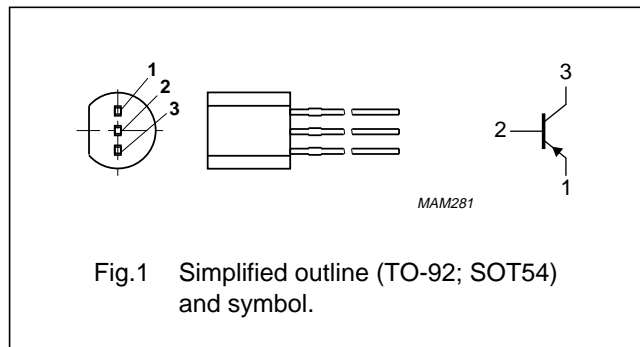 1
2
3
3
2
1
MAM281
Fig.1 Simplified outline (TO-92; SOT54)
and symbol.